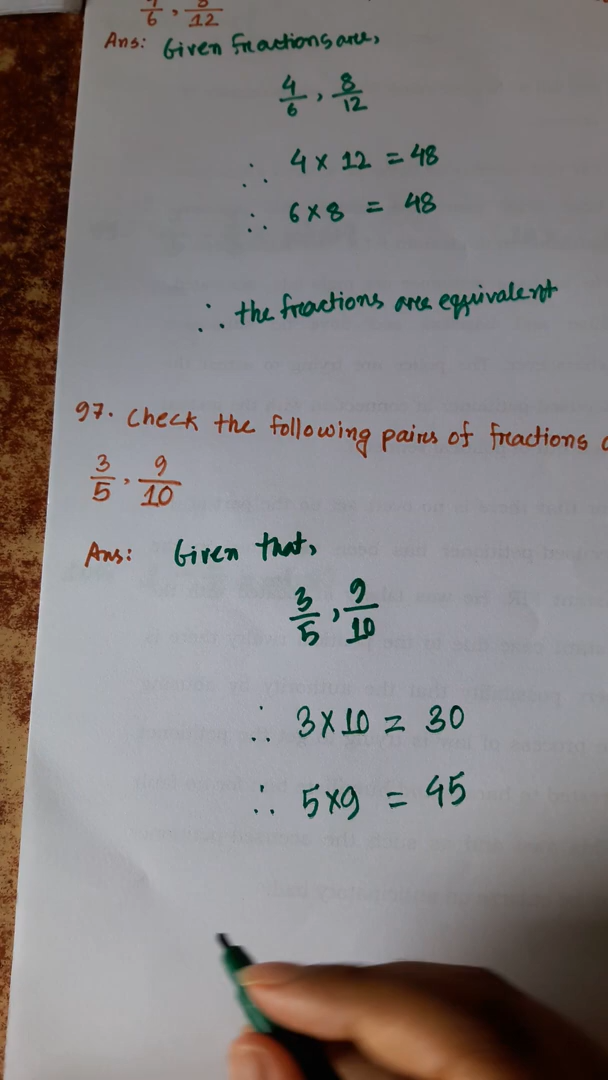 6, 12
Ans: Given fractions are,
4/6, 8/12
∴ 4 × 12 = 48
∴ 6 × 8 = 48
∴ the fractions are equivalent
97. Check the following pairs of fractions
3/5, 9/10
Ans: Given that,
3/5, 9/10
∴ 3 × 10 = 30
∴ 5 × 9 = 45